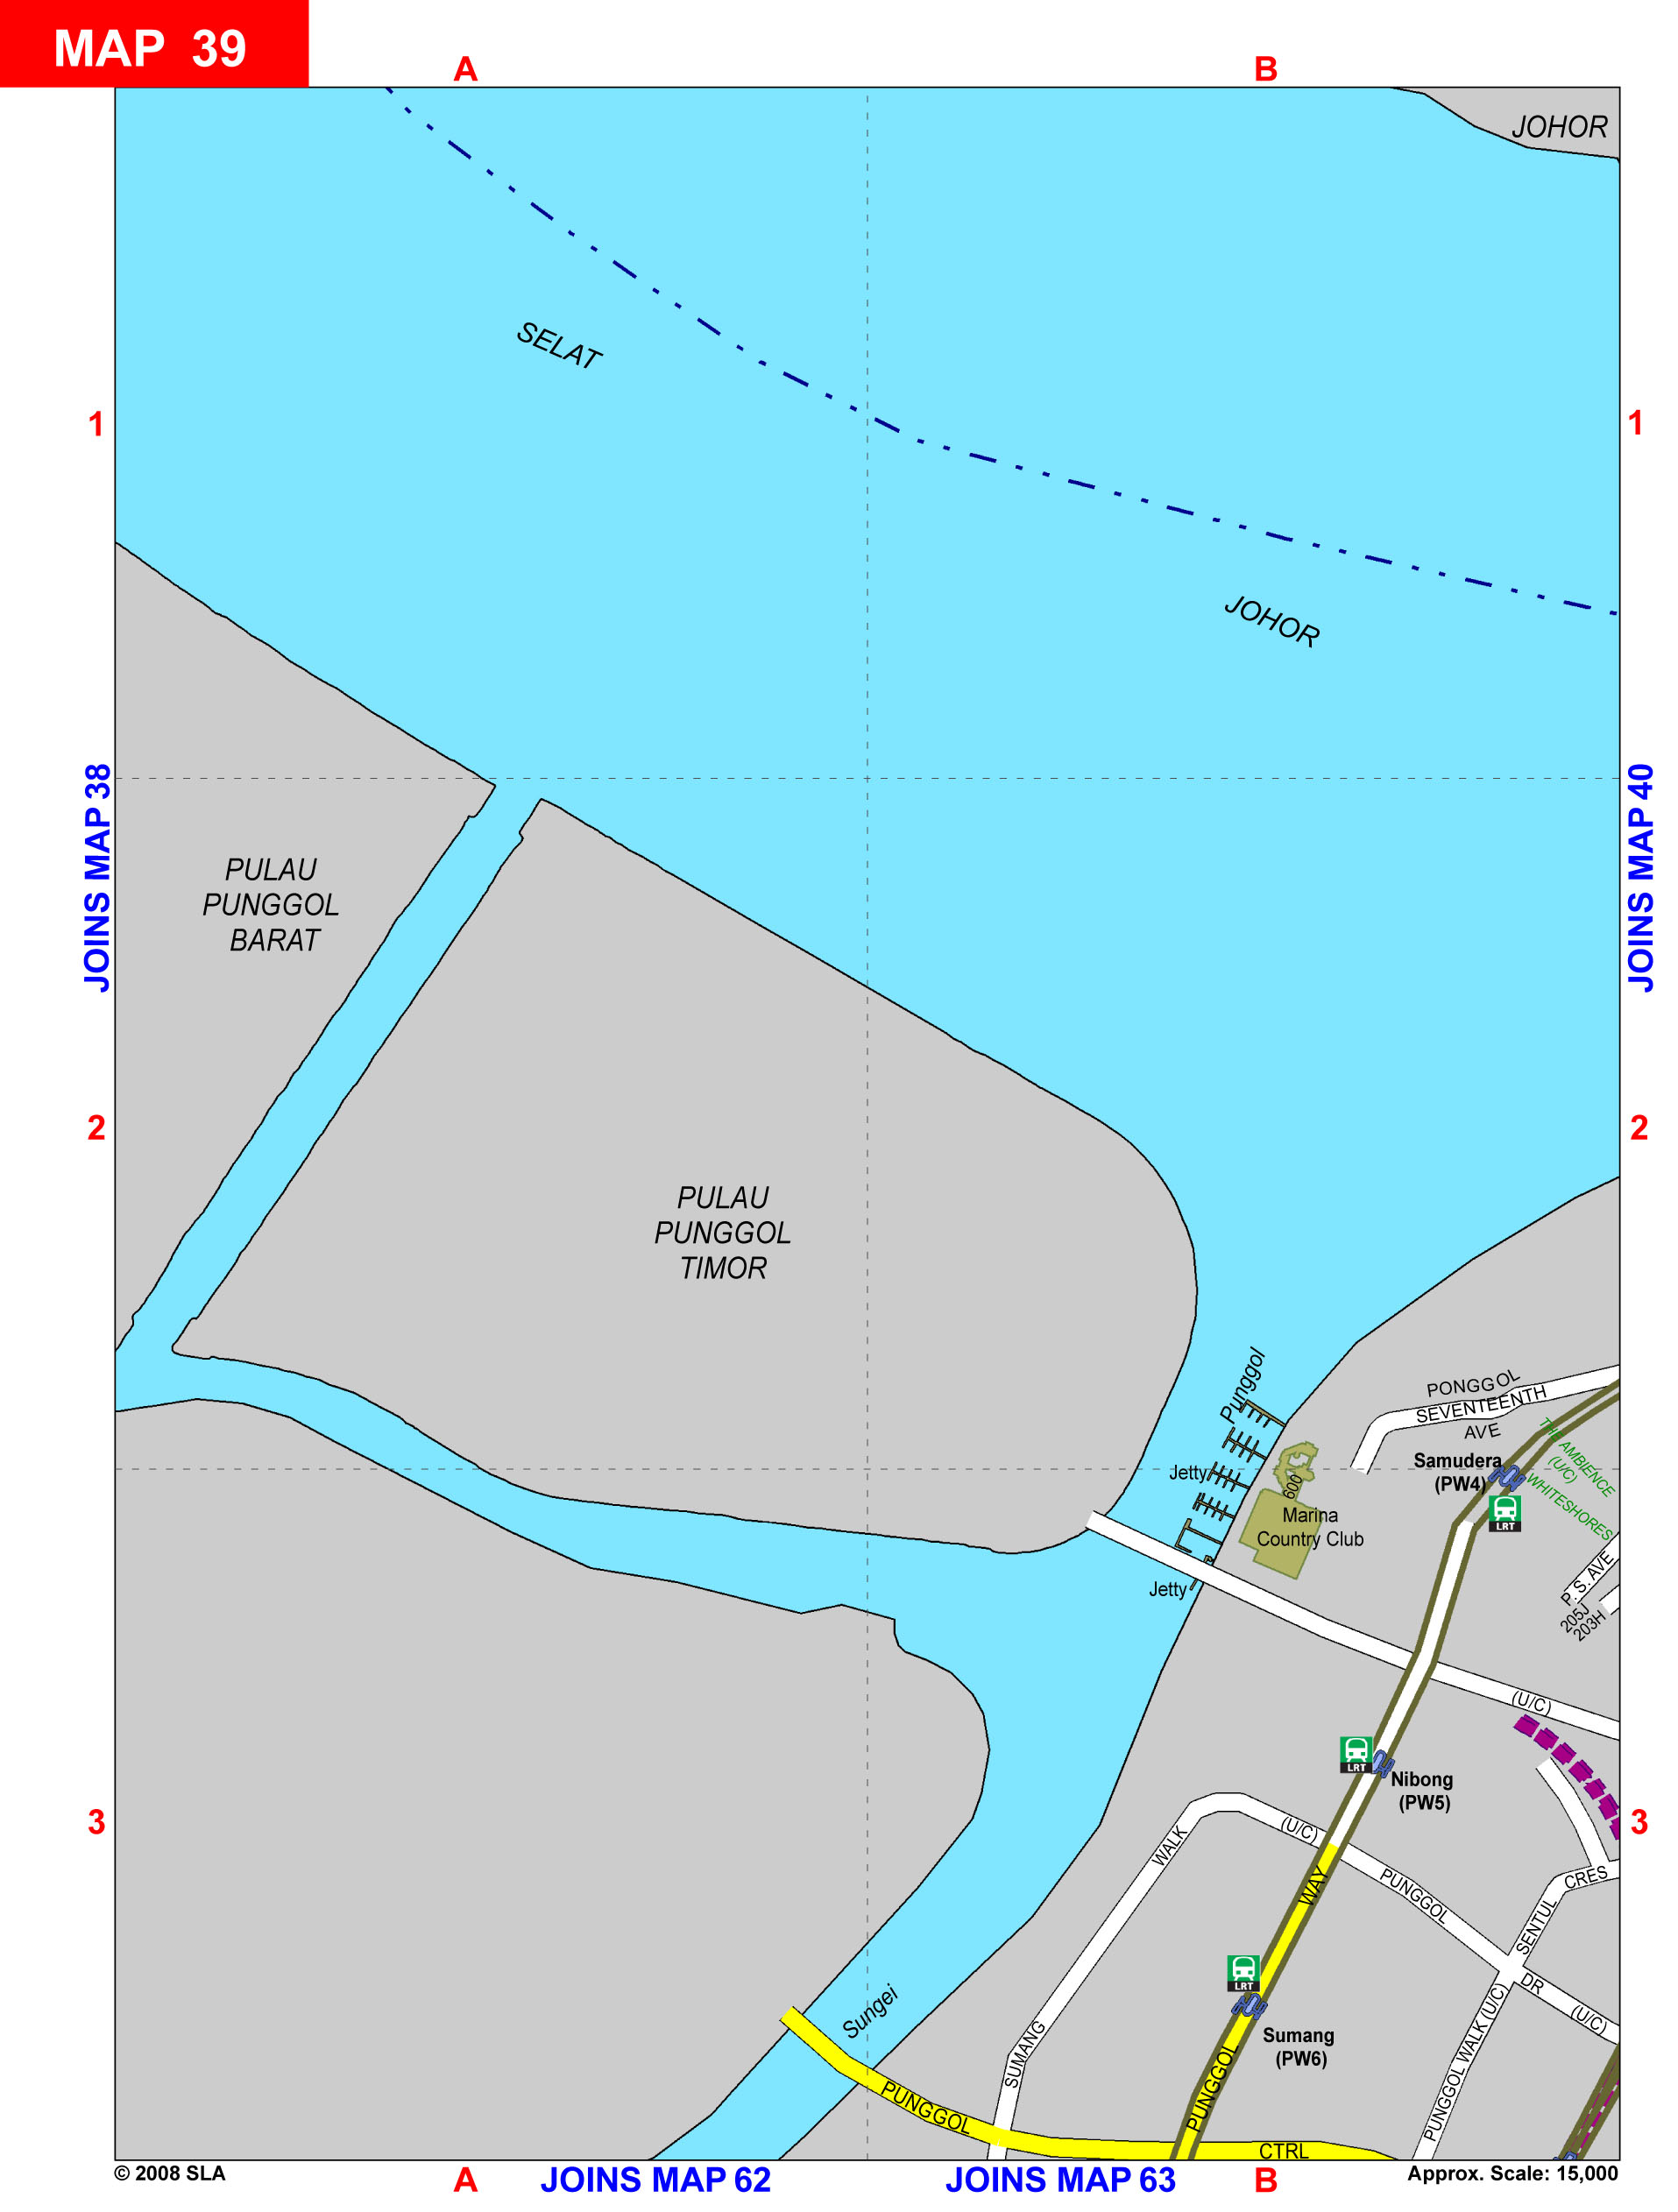 MAP 39
A
B
JOHOR
SELAT
1
1
JOHOR
JOINS MAP 38
JOINS MAP 40
PULAU
PUNGGOL
BARAT
2
2
PULAU
PUNGGOL
TIMOR
Punggol
PONGGOL
SEVENTEENTH
AVE
THE AMBIENCE
(U/C)
WHITESHORES
Samudera
(PW4)
LRT
Jetty
600
Marina
Country Club
Jetty
P. S. AVE
205J
203H
(U/C)
LRT
Nibong
(PW5)
3
3
WALK
(U/C)
WAY
PUNGGOL
CRES
SENTUL
DR
(U/C)
LRT
Sumang
(PW6)
Sungei
SUMANG
PUNGGOL
PUNGGOL WALK (U/C)
PUNGGOL
CTRL
© 2008 SLA
A
JOINS MAP 62
JOINS MAP 63
B
Approx. Scale: 15,000